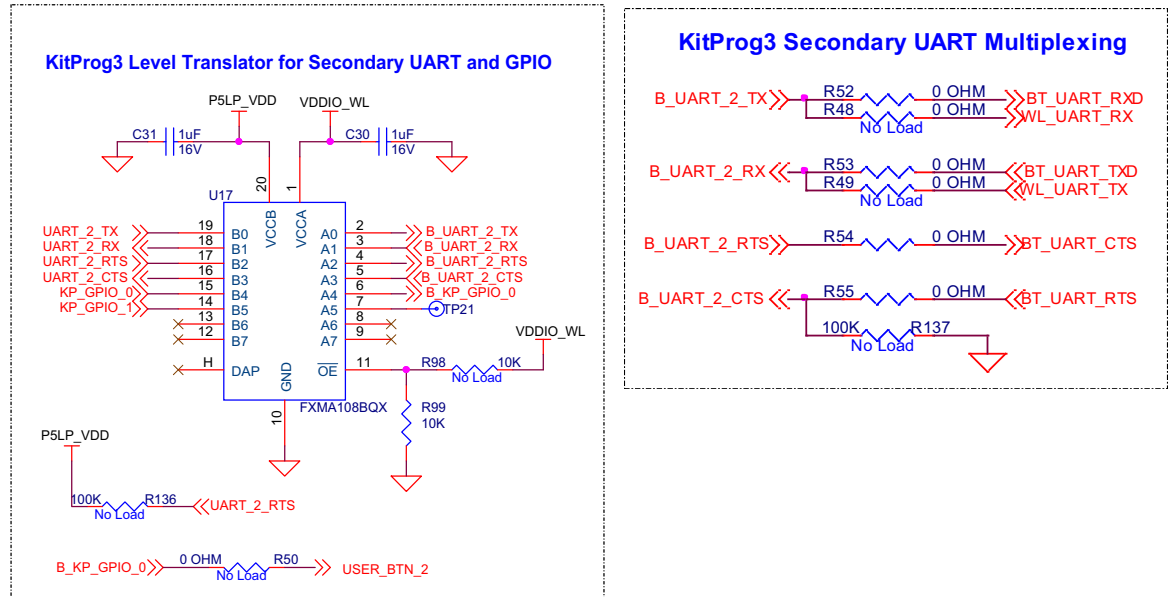 KitProg3 Level Translator for Secondary UART and GPIO
P5LP_VDD
VDDIO_WL
C31
1uF
16V
C30
1uF
16V
20
1
U17
VCCB
VCCA
UART_2_TX
19
B0
A0
2
B_UART_2_TX
UART_2_RX
18
B1
A1
3
B_UART_2_RX
UART_2_RTS
17
B2
A2
4
B_UART_2_RTS
UART_2_CTS
16
B3
A3
5
B_UART_2_CTS
KP_GPIO_0
15
B4
A4
6
B_KP_GPIO_0
KP_GPIO_1
14
B5
A5
7
TP21
13
B6
A6
8
12
B7
A7
9
VDDIO_WL
H
DAP
GND
OE
11
R98
10K
No Load
FXMA108BQX
10
R99
10K
P5LP_VDD
100K
R136
No Load
UART_2_RTS
B_KP_GPIO_0
0 OHM
R50
No Load
USER_BTN_2
KitProg3 Secondary UART Multiplexing
B_UART_2_TX
R52
0 OHM
BT_UART_RXD
R48
0 OHM
WL_UART_RX
No Load
B_UART_2_RX
R53
0 OHM
BT_UART_TXD
R49
0 OHM
WL_UART_TX
No Load
B_UART_2_RTS
R54
0 OHM
BT_UART_CTS
B_UART_2_CTS
R55
0 OHM
BT_UART_RTS
100K
R137
No Load